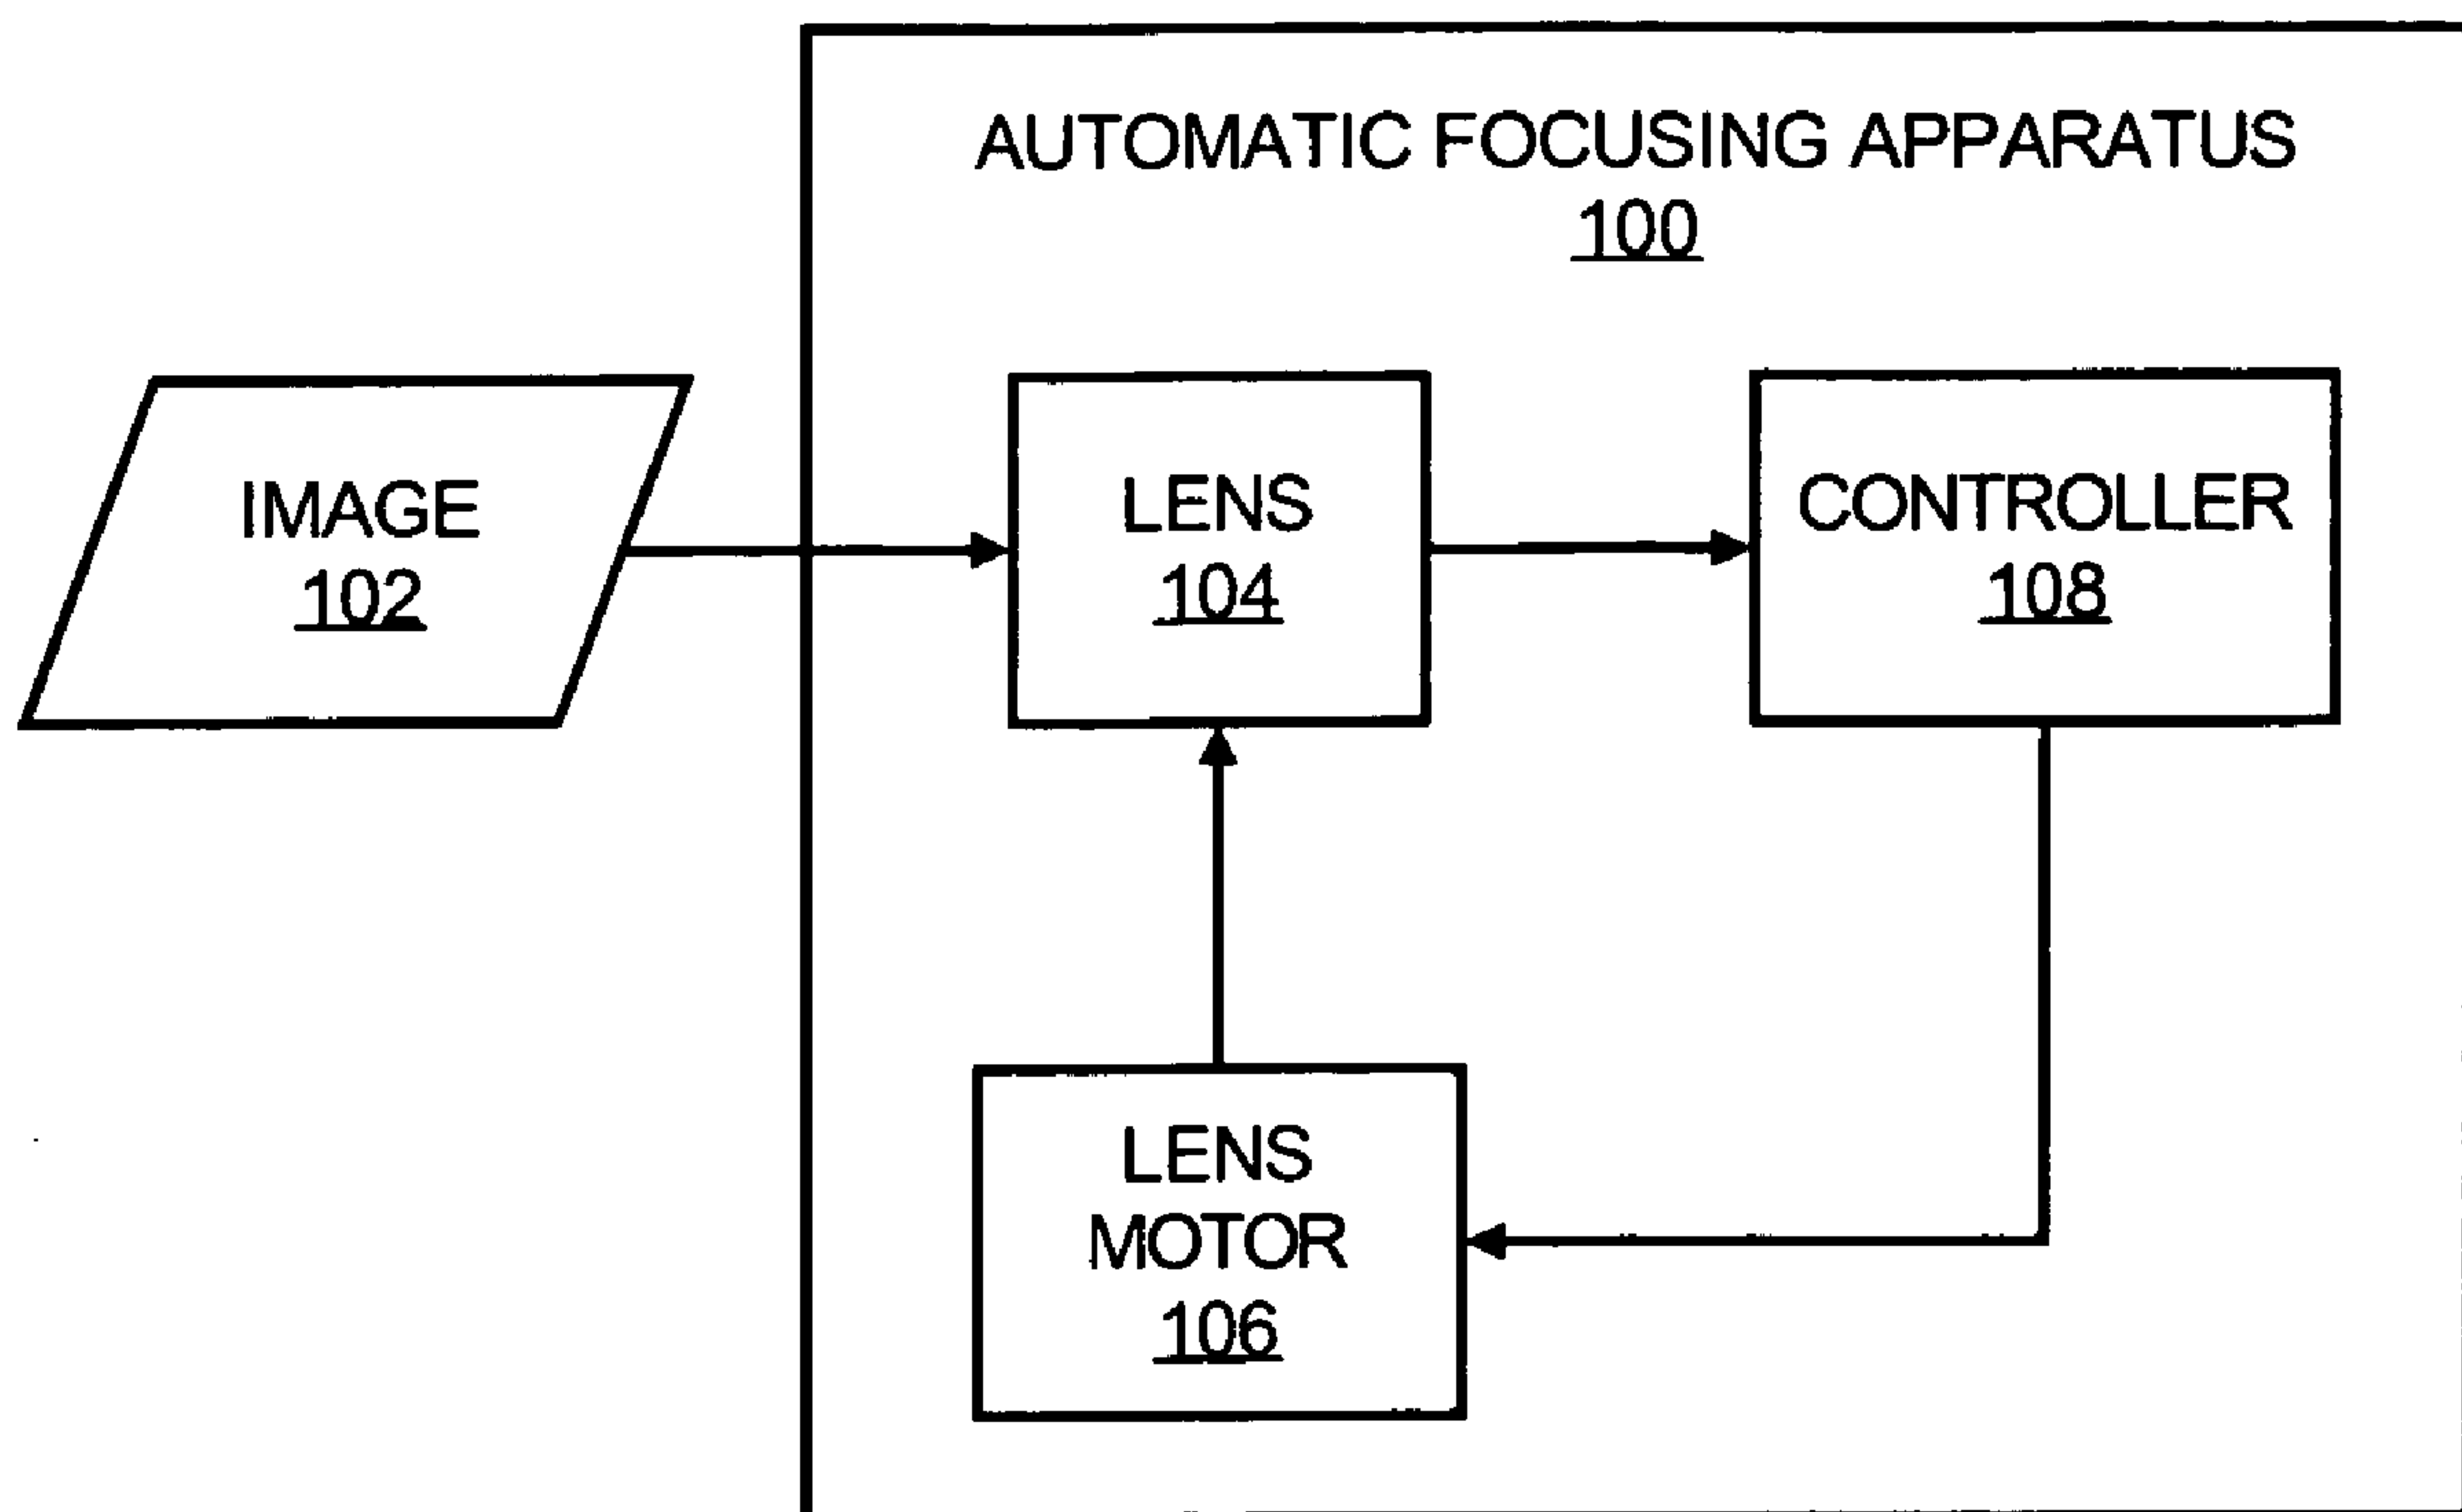 AUTOMATIC FOCUSING APPARATUS
100
IMAGE
102
LENS
104
CONTROLLER
108
LENS
MOTOR
106